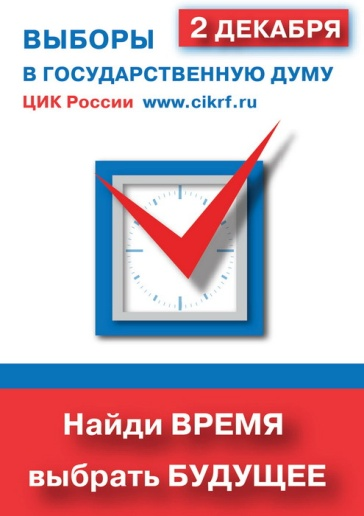 ВЫБОРЫ 2 ДЕКАБРЯ
В ГОСУДАРСТВЕННУЮ ДУМУ
ЦИК России www.cikrf.ru
Найди ВРЕМЯ
выбрать БУДУЩЕЕ